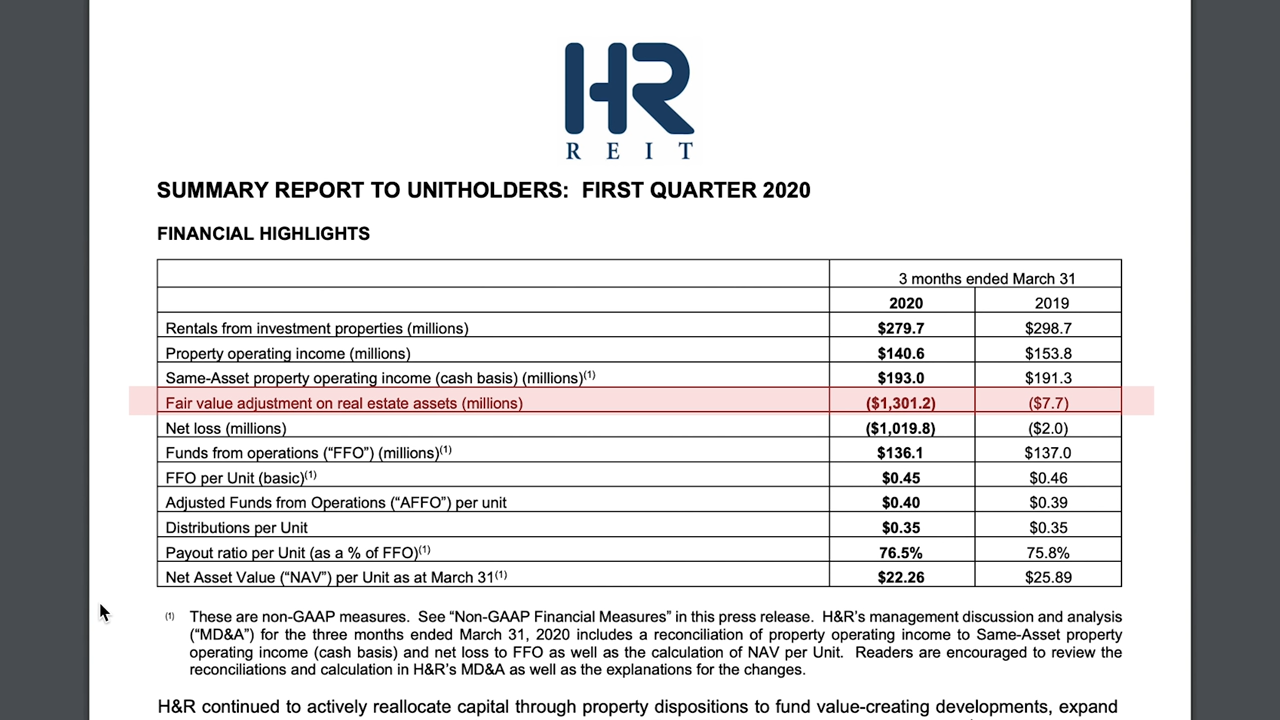 HR
REIT
SUMMARY REPORT TO UNITHOLDERS: FIRST QUARTER 2020
FINANCIAL HIGHLIGHTS
3 months ended March 31
2020 2019
Rentals from investment properties (millions) $279.7 $298.7
Property operating income (millions) $140.6 $153.8
Same-Asset property operating income (cash basis) (millions)(1) $193.0 $191.3
Fair value adjustment on real estate assets (millions) ($1,301.2) ($7.7)
Net loss (millions) ($1,019.8) ($2.0)
Funds from operations (“FFO”) (millions)(1) $136.1 $137.0
FFO per Unit (basic)(1) $0.45 $0.46
Adjusted Funds from Operations (“AFFO”) per unit $0.40 $0.39
Distributions per Unit $0.35 $0.35
Payout ratio per Unit (as a % of FFO)(1) 76.5% 75.8%
Net Asset Value (“NAV”) per Unit as at March 31(1) $22.26 $25.89
(1) These are non-GAAP measures. See “Non-GAAP Financial Measures” in this press release. H&R’s management discussion and analysis
(“MD&A”) for the three months ended March 31, 2020 includes a reconciliation of property operating income to Same-Asset property
operating income (cash basis) and net loss to FFO as well as the calculation of NAV per Unit. Readers are encouraged to review the
reconciliations and calculation in H&R’s MD&A as well as the explanations for the changes.
H&R continued to actively reallocate capital through property dispositions to fund value-creating developments, expand